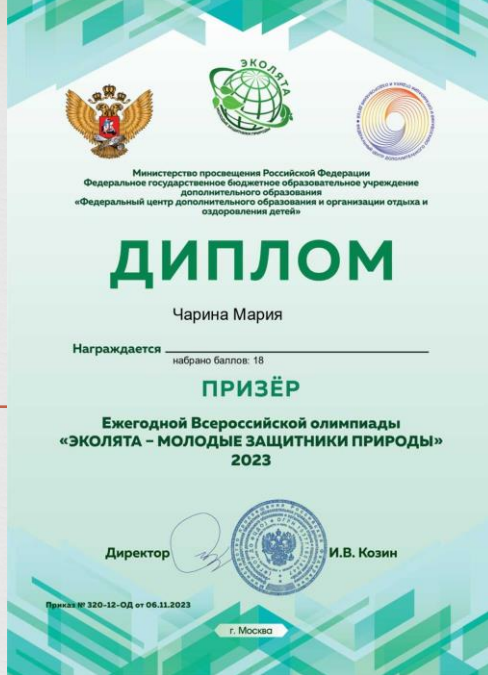 ЭКОЛЯТА
Министерство просвещения Российской Федерации
Федеральное государственное бюджетное образовательное учреждение
дополнительного образования
«Федеральный центр дополнительного образования и организации отдыха и
оздоровления детей»
ДИПЛОМ
Чарина Мария
Награждается
набрано баллов: 18
ПРИЗЁР
Ежегодной Всероссийской олимпиады
«ЭКОЛЯТА – МОЛОДЫЕ ЗАЩИТНИКИ ПРИРОДЫ»
2023
Директор
И.В. Козин
Приказ № 320-12-ОД от 06.11.2023
г. Москва